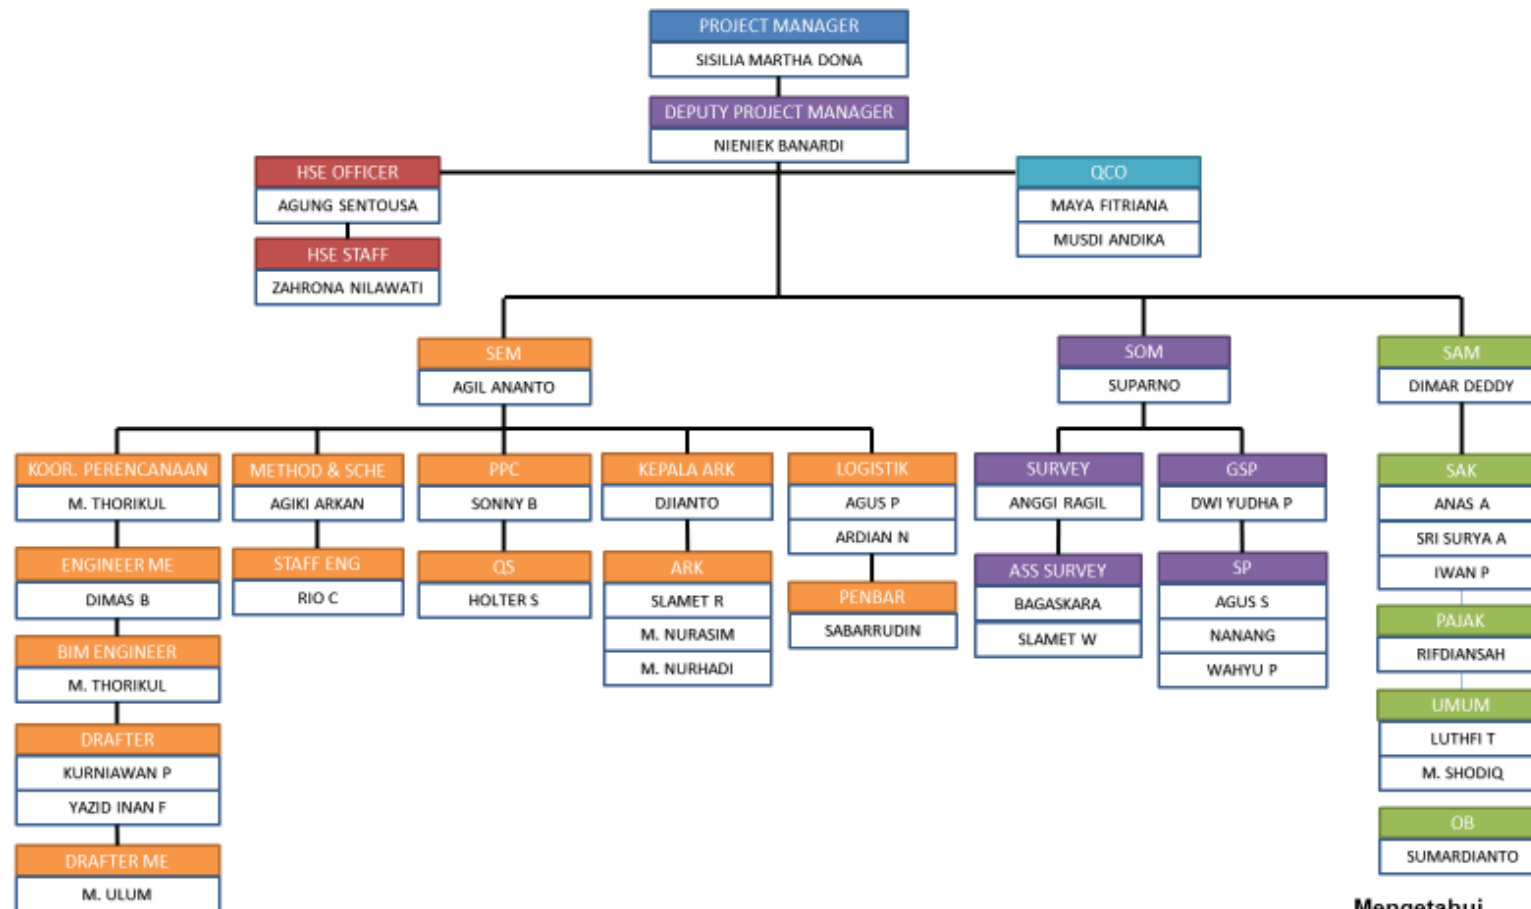 PROJECT MANAGER
SISILIA MARTHA DONA
DEPUTY PROJECT MANAGER
NIENIEK BANARDI
HSE OFFICER
AGUNG SENTOUSA
HSE STAFF
ZAHRONA NILAWATI
QCO
MAYA FITRIANA
MUSDI ANDIKA
SEM
AGIL ANANTO
SOM
SUPARNO
SAM
DIMAR DEDDY
KOOR. PERENCANAAN
M. THORIKUL
ENGINEER ME
DIMAS B
BIM ENGINEER
M. THORIKUL
DRAFTER
KURNIAWAN P
YAZID INAN F
DRAFTER ME
M. ULUM
METHOD & SCHE
AGIKI ARKAN
STAFF ENG
RIO C
PPC
SONNY B
QS
HOLTER S
KEPALA ARK
DJIANTO
ARK
SLAMET R
M. NURASIM
M. NURHADI
LOGISTIK
AGUS P
ARDIAN N
PENBAR
SABARRUDIN
SURVEY
ANGGI RAGIL
ASS SURVEY
BAGASKARA
SLAMET W
GSP
DWI YUDHA P
SP
AGUS S
NANANG
WAHYU P
SAK
ANAS A
SRI SURYA A
IWAN P
PAJAK
RIFDIANSAH
UMUM
LUTHFI T
M. SHODIQ
OB
SUMARDIANTO
Mengetahui